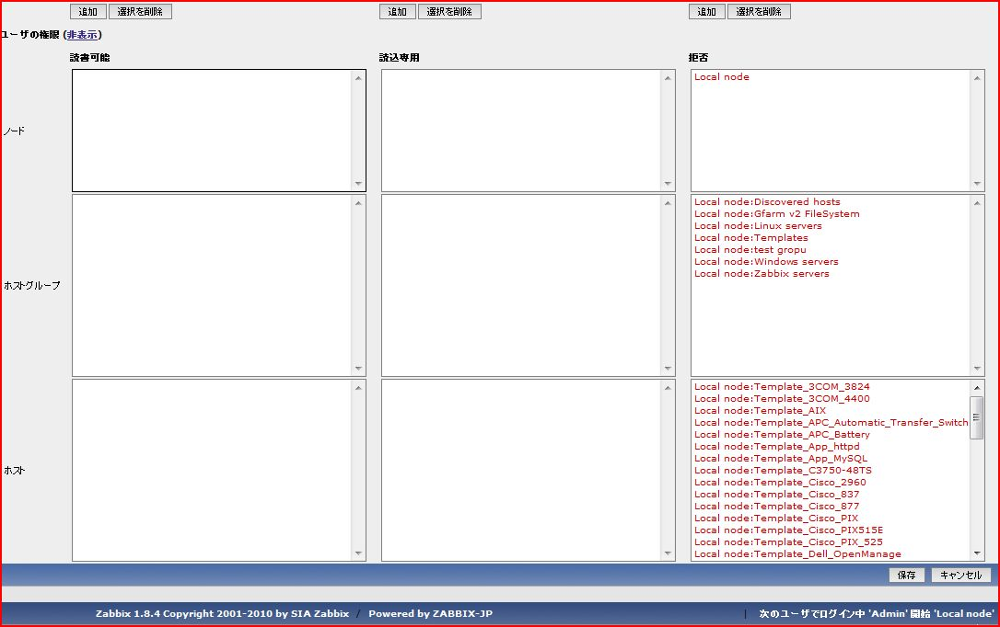 追加 選択を削除 追加 選択を削除 追加 選択を削除
ユーザの権限 (非表示)
読書可能 読込専用 拒否
ノード
Local node
ホストグループ
Local node:Discovered hosts
Local node:Gfarm v2 FileSystem
Local node:Linux servers
Local node:Templates
Local node:test gropu
Local node:Windows servers
Local node:Zabbix servers
ホスト
Local node:Template_3COM_3824
Local node:Template_3COM_4400
Local node:Template_AIX
Local node:Template_APC_Automatic_Transfer_Switch
Local node:Template_APC_Battery
Local node:Template_App_httpd
Local node:Template_App_MySQL
Local node:Template_C3750-48TS
Local node:Template_Cisco_2960
Local node:Template_Cisco_837
Local node:Template_Cisco_877
Local node:Template_Cisco_PIX
Local node:Template_Cisco_PIX515E
Local node:Template_Cisco_PIX_525
Local node:Template_Dell_OpenManage
保存 キャンセル
Zabbix 1.8.4 Copyright 2001-2010 by SIA Zabbix / Powered by ZABBIX-JP | 次のユーザでログイン中 'Admin' 開始 'Local node'